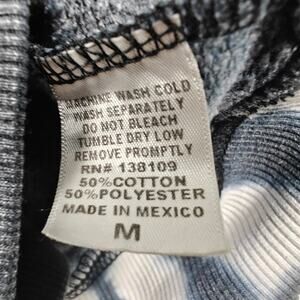 MACHINE WASH COLD
WASH SEPARATELY
DO NOT BLEACH
TUMBLE DRY LOW
REMOVE PROMPTLY
RN# 138109
50%COTTON
50%POLYESTER
MADE IN MEXICO
M